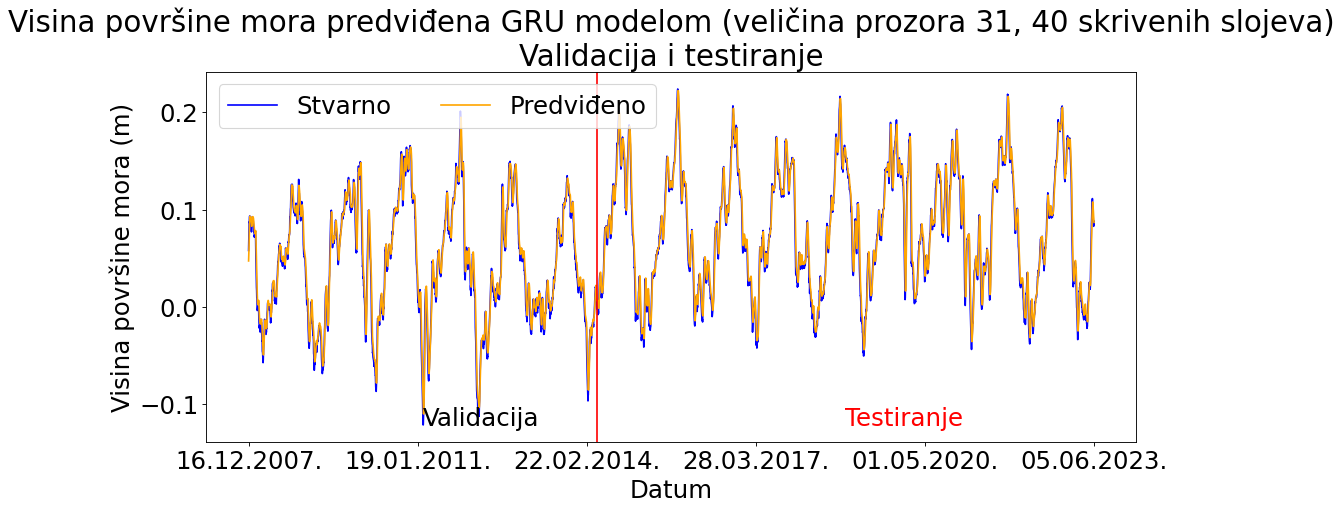 Visina površine mora predviđena GRU modelom (veličina prozora 31, 40 skrivenih slojeva)
Validacija i testiranje
Stvarno
Predviđeno
Visina površine mora (m)
0.2
0.1
0.0
−0.1
Validacija
Testiranje
16.12.2007.
19.01.2011.
22.02.2014.
28.03.2017.
01.05.2020.
05.06.2023.
Datum